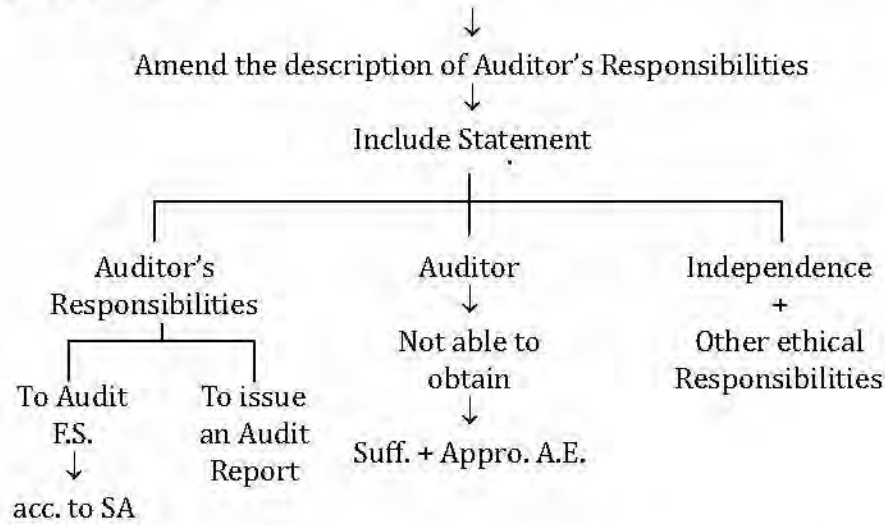 ↓
Amend the description of Auditor's Responsibilities
↓
Include Statement
Auditor's
Responsibilities
To Audit
F.S.
↓
acc. to SA
To issue
an Audit
Report
Auditor
↓
Not able to
obtain
↓
Suff. + Appro. A.E.
Independence
+
Other ethical
Responsibilities